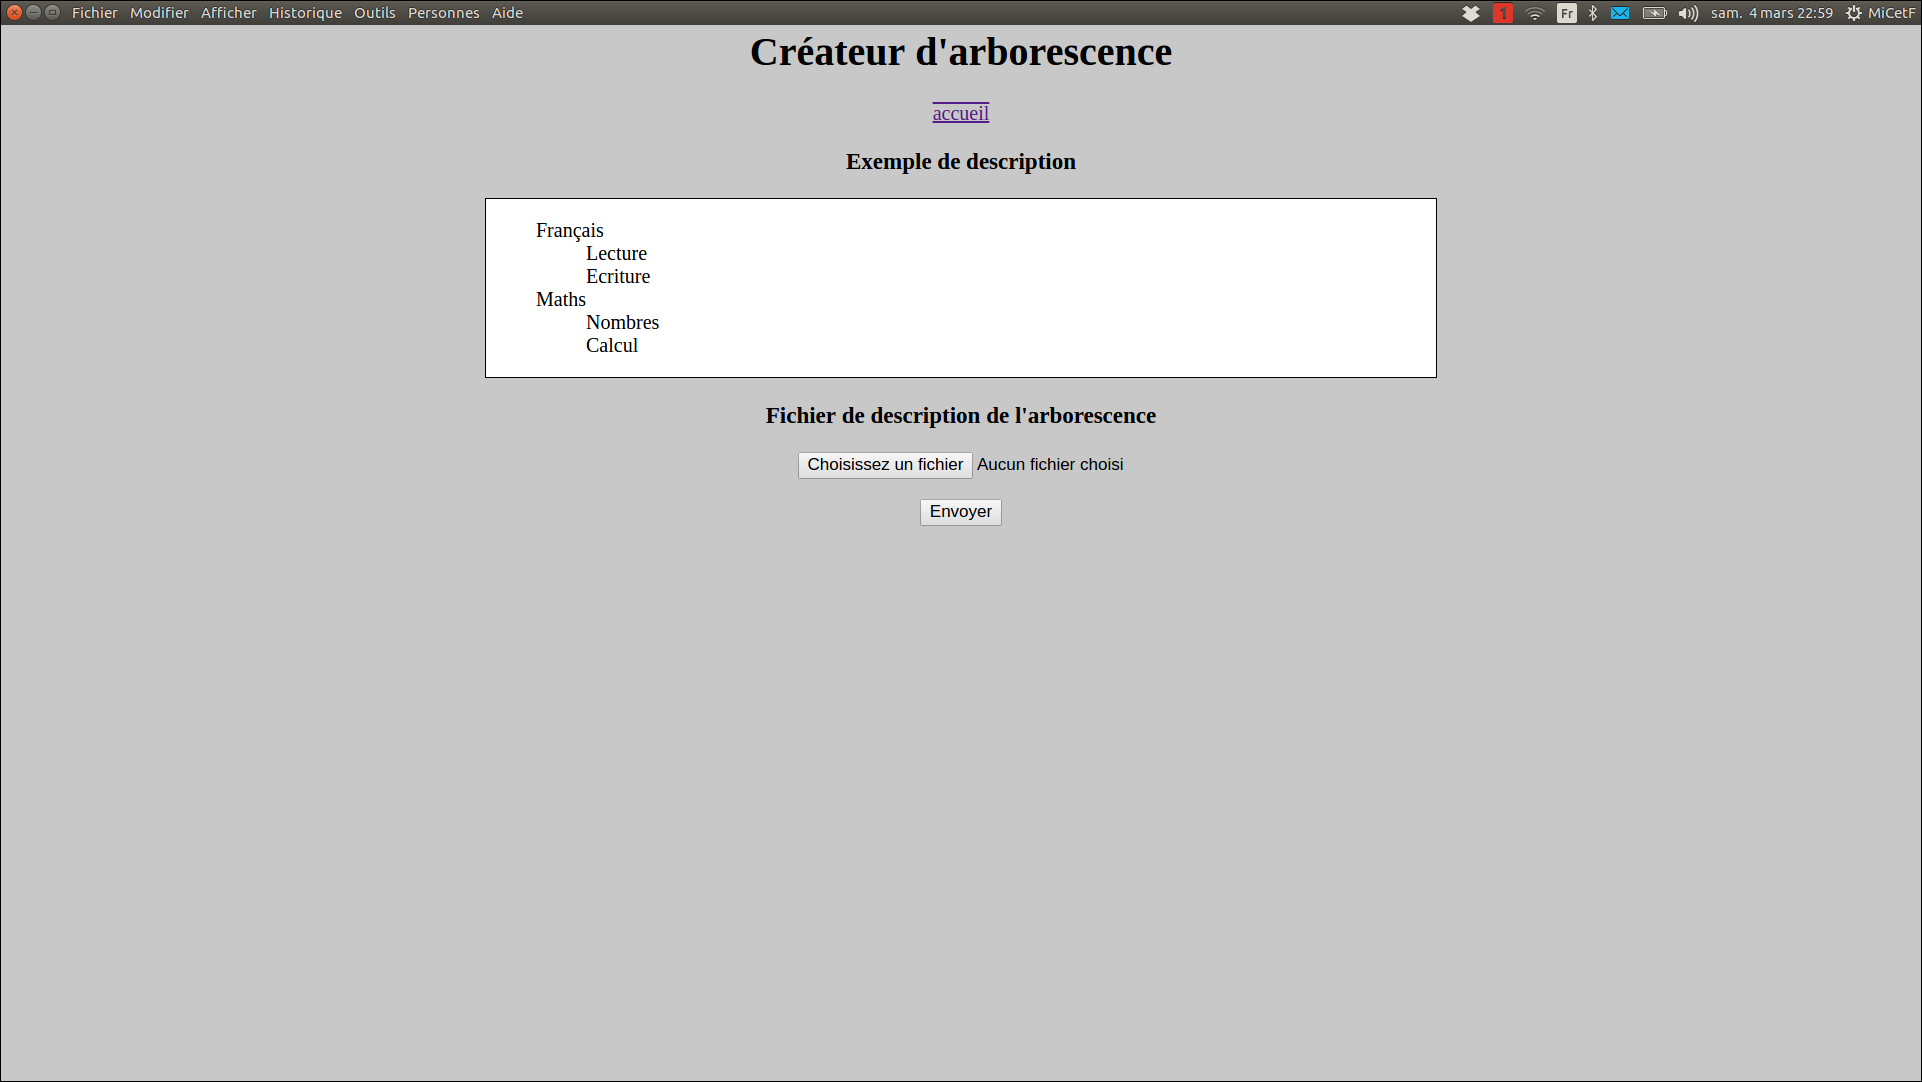 Fichier Modifier Afficher Historique Outils Personnes Aide 1 Fr sam. 4 mars 22:59 MiCetF
Créateur d'arborescence
accueil
Exemple de description
Français
Lecture
Ecriture
Maths
Nombres
Calcul
Fichier de description de l'arborescence
Choisissez un fichier Aucun fichier choisi
Envoyer